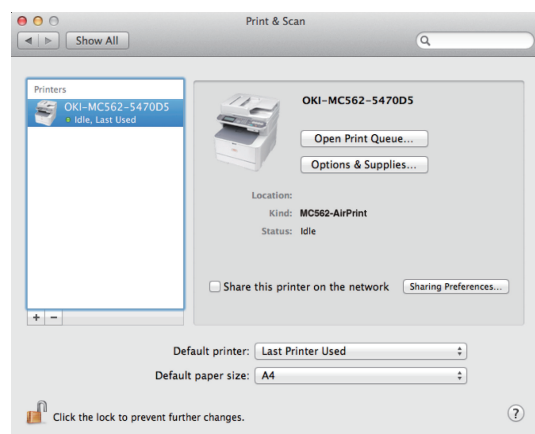 Print & Scan
Show All
Printers
OKI-MC562-5470D5
Idle, Last Used
+ −
OKI-MC562-5470D5
Open Print Queue...
Options & Supplies...
Location:
Kind: MC562-AirPrint
Status: Idle
Share this printer on the network Sharing Preferences...
Default printer: Last Printer Used
Default paper size: A4
Click the lock to prevent further changes. ?